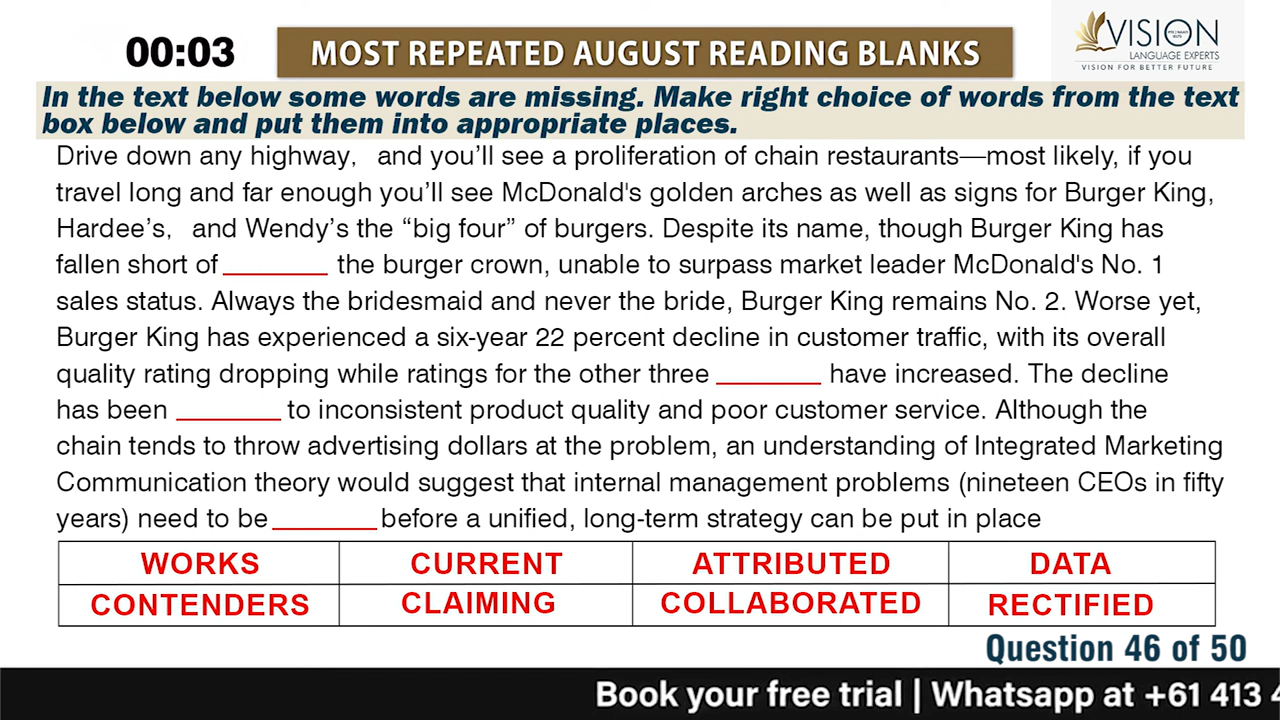 00:03
MOST REPEATED AUGUST READING BLANKS
VISION
LANGUAGE EXPERTS
VISION FOR BETTER FUTURE
In the text below some words are missing. Make right choice of words from the text
box below and put them into appropriate places.
Drive down any highway, and you’ll see a proliferation of chain restaurants—most likely, if you
travel long and far enough you’ll see McDonald's golden arches as well as signs for Burger King,
Hardee’s, and Wendy’s the “big four” of burgers. Despite its name, though Burger King has
fallen short of ________ the burger crown, unable to surpass market leader McDonald's No. 1
sales status. Always the bridesmaid and never the bride, Burger King remains No. 2. Worse yet,
Burger King has experienced a six-year 22 percent decline in customer traffic, with its overall
quality rating dropping while ratings for the other three ________ have increased. The decline
has been ________ to inconsistent product quality and poor customer service. Although the
chain tends to throw advertising dollars at the problem, an understanding of Integrated Marketing
Communication theory would suggest that internal management problems (nineteen CEOs in fifty
years) need to be ________ before a unified, long-term strategy can be put in place
WORKS CURRENT ATTRIBUTED DATA
CONTENDERS CLAIMING COLLABORATED RECTIFIED
Question 46 of 50
Book your free trial | Whatsapp at +61 413